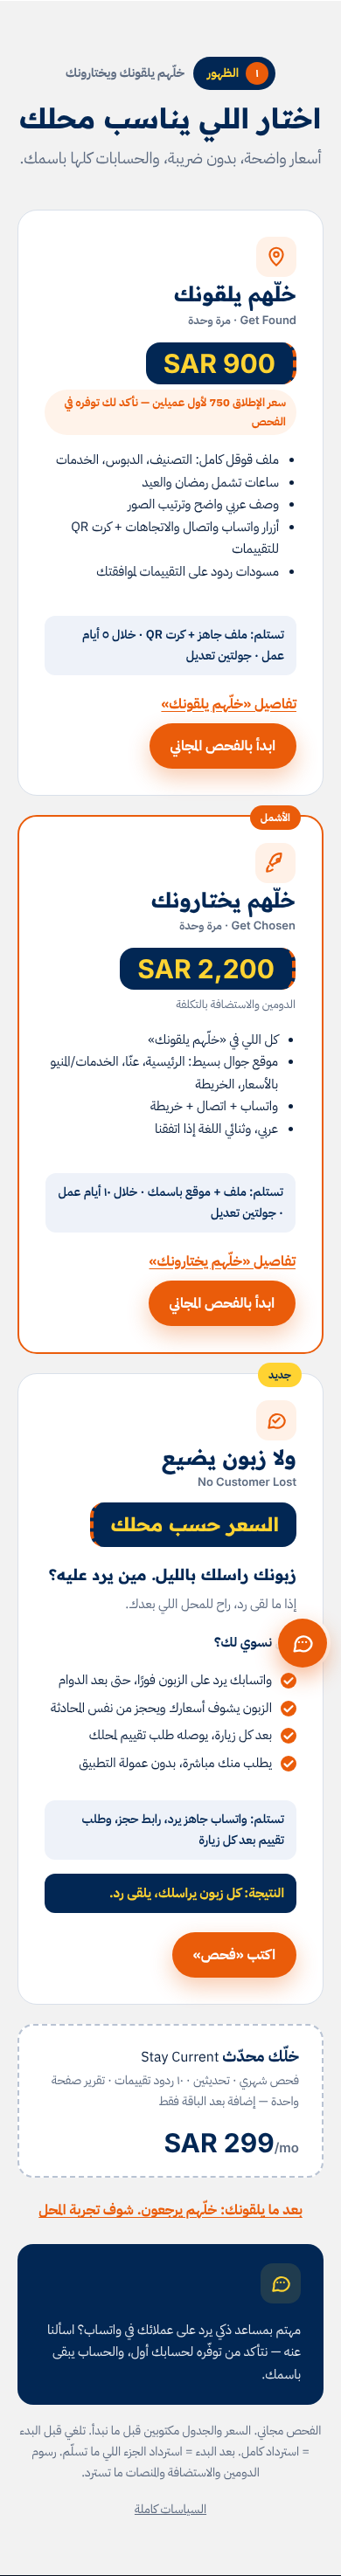 ١ الظهور خلّهم يلقونك ويختارونك
اختار اللي يناسب محلك
أسعار واضحة، بدون ضريبة، والحسابات كلها باسمك.
خلّهم يلقونك
Get Found · مرة وحدة
SAR 900
سعر الإطلاق 750 لأول عميلين — نأكد لك توفره في
الفحص
• ملف قوقل كامل: التصنيف، الدبوس، الخدمات
• ساعات تشمل رمضان والعيد
• وصف عربي واضح وترتيب الصور
• أزرار واتساب واتصال والاتجاهات + كرت QR
للتقييمات
• مسودات ردود على التقييمات لموافقتك
تستلم: ملف جاهز + كرت QR · خلال ٥ أيام
عمل · جولتين تعديل
تفاصيل «خلّهم يلقونك»
ابدأ بالفحص المجاني
الأشمل
خلّهم يختارونك
Get Chosen · مرة وحدة
SAR 2,200
الدومين والاستضافة بالتكلفة
• كل اللي في «خلّهم يلقونك»
• موقع جوال بسيط: الرئيسية، عنّا، الخدمات/المنيو
بالأسعار، الخريطة
• واتساب + اتصال + خريطة
• عربي، وثنائي اللغة إذا اتفقنا
تستلم: ملف + موقع باسمك · خلال ١٠ أيام عمل
· جولتين تعديل
تفاصيل «خلّهم يختارونك»
ابدأ بالفحص المجاني
جديد
ولا زبون يضيع
No Customer Lost
السعر حسب محلك
زبونك راسلك بالليل. مين يرد عليه؟
إذا ما لقى رد، راح للمحل اللي بعدك.
نسوي لك؟
واتسابك يرد على الزبون فورًا، حتى بعد الدوام
الزبون يشوف أسعارك ويحجز من نفس المحادثة
بعد كل زيارة، يوصله طلب تقييم لمحلك
يطلب منك مباشرة، بدون عمولة التطبيق
تستلم: واتساب جاهز يرد، رابط حجز، وطلب
تقييم بعد كل زيارة
النتيجة: كل زبون يراسلك، يلقى رد.
اكتب «فحص»
خلّك محدّث Stay Current
فحص شهري · تحديثين · ١٠ ردود تقييمات · تقرير صفحة
واحدة — إضافة بعد الباقة فقط
SAR 299/mo
بعد ما يلقونك: خلّهم يرجعون. شوف تجربة المحل
مهتم بمساعد ذكي يرد على عملائك في واتساب؟ اسألنا
عنه — نتأكد من توفّره لحسابك أول، والحساب يبقى
باسمك.
الفحص مجاني. السعر والجدول مكتوبين قبل ما نبدأ. تلغي قبل البدء
= استرداد كامل. بعد البدء = استرداد الجزء اللي ما تسلّم. رسوم
الدومين والاستضافة والمنصات ما تسترد.
السياسات كاملة